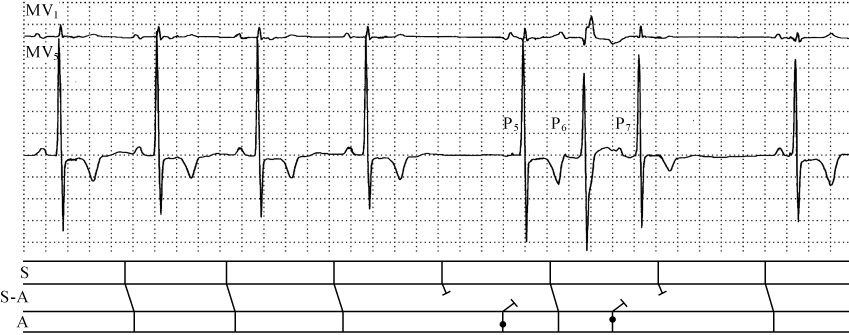 MV₁
MV₅
P₅ P₆ P₇
S
S-A
A